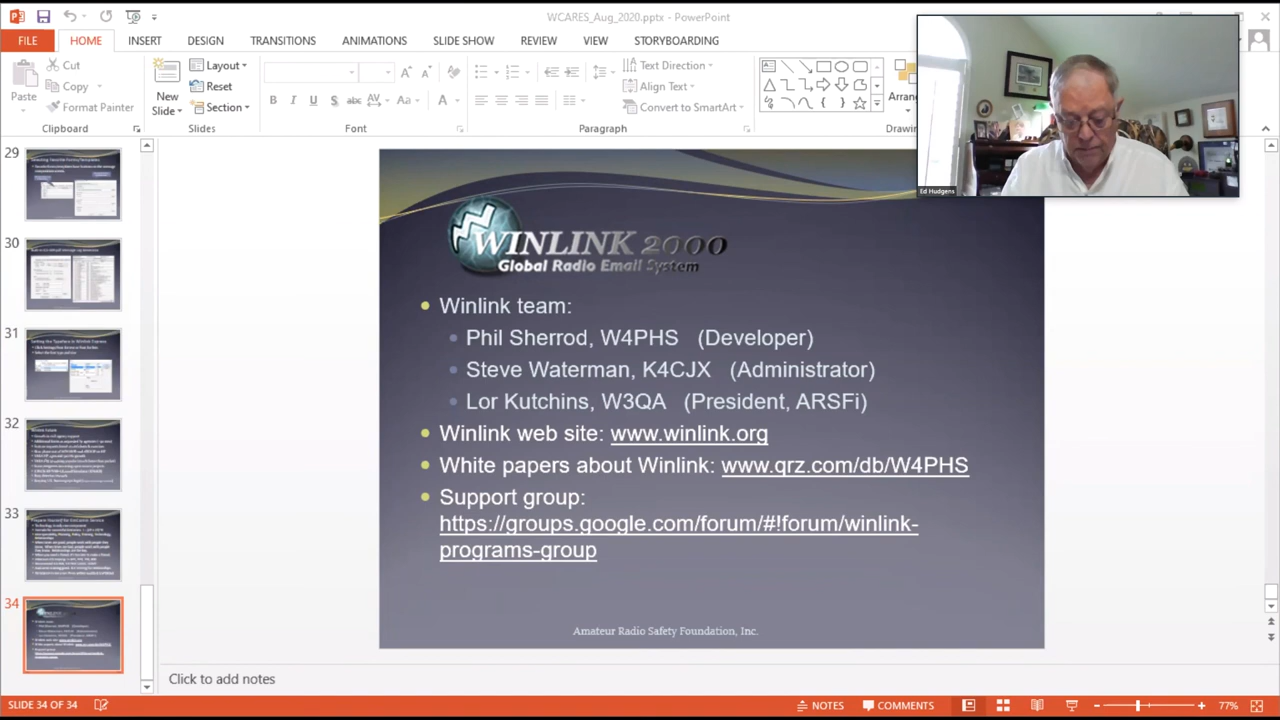 WCARES_Aug_2020.pptx - PowerPoint
FILE HOME INSERT DESIGN TRANSITIONS ANIMATIONS SLIDE SHOW REVIEW VIEW STORYBOARDING
Paste
Cut
Copy
Format Painter
Clipboard
New
Slide
Layout
Reset
Section
Slides
B I U S abc AV Aa A
Font
Text Direction
Align Text
Convert to SmartArt
Paragraph
Arrang
Drawing
Ed Hudgens
29
30
31
32
33
34
WINLINK 2000
Global Radio Email System
Winlink team:
Phil Sherrod, W4PHS (Developer)
Steve Waterman, K4CJX (Administrator)
Lor Kutchins, W3QA (President, ARSFi)
Winlink web site: www.winlink.org
White papers about Winlink: www.qrz.com/db/W4PHS
Support group:
https://groups.google.com/forum/#!forum/winlink-
programs-group
Amateur Radio Safety Foundation, Inc.
Click to add notes
SLIDE 34 OF 34
NOTES COMMENTS 77%